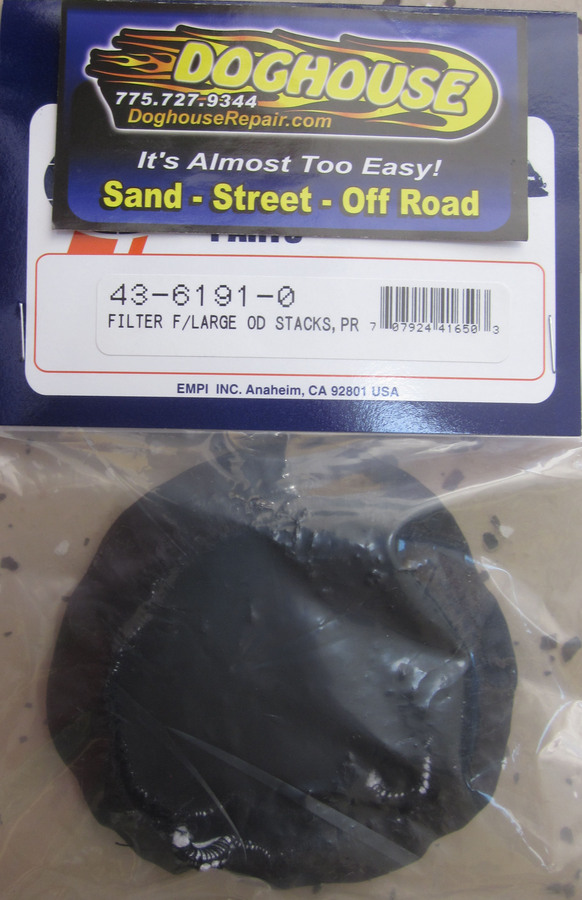 DOGHOUSE
775.727.9344
DoghouseRepair.com
It's Almost Too Easy!
Sand - Street - Off Road
PARTS
43-6191-0
FILTER F/LARGE OD STACKS,PR
7 07924 41650 3
EMPI INC. Anaheim, CA 92801 USA